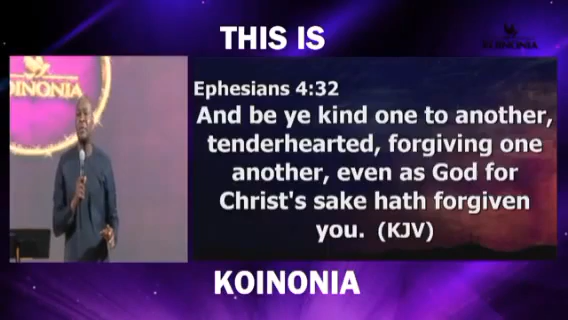 THIS IS
KOINONIA
OINONIA
Ephesians 4:32
And be ye kind one to another,
tenderhearted, forgiving one
another, even as God for
Christ's sake hath forgiven
you. (KJV)
KOINONIA